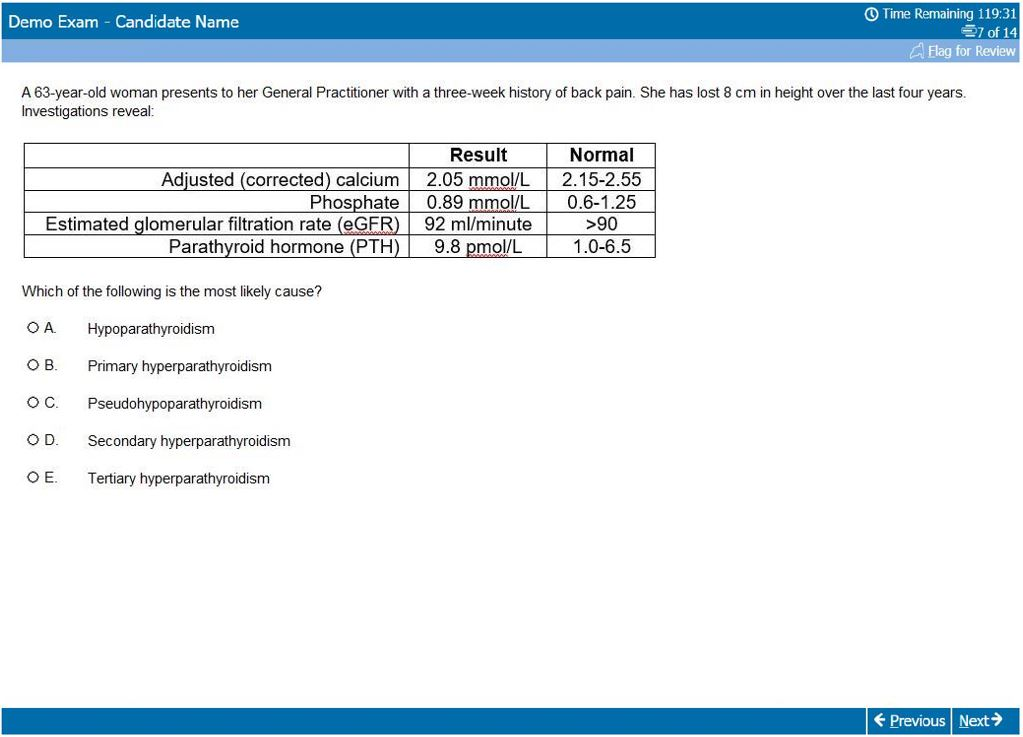 Demo Exam - Candidate Name
Time Remaining 119:31
7 of 14
Flag for Review
A 63-year-old woman presents to her General Practitioner with a three-week history of back pain. She has lost 8 cm in height over the last four years.
Investigations reveal:
Result Normal
Adjusted (corrected) calcium 2.05 mmol/L 2.15-2.55
Phosphate 0.89 mmol/L 0.6-1.25
Estimated glomerular filtration rate (eGFR) 92 ml/minute >90
Parathyroid hormone (PTH) 9.8 pmol/L 1.0-6.5
Which of the following is the most likely cause?
A. Hypoparathyroidism
B. Primary hyperparathyroidism
C. Pseudohypoparathyroidism
D. Secondary hyperparathyroidism
E. Tertiary hyperparathyroidism
Previous Next